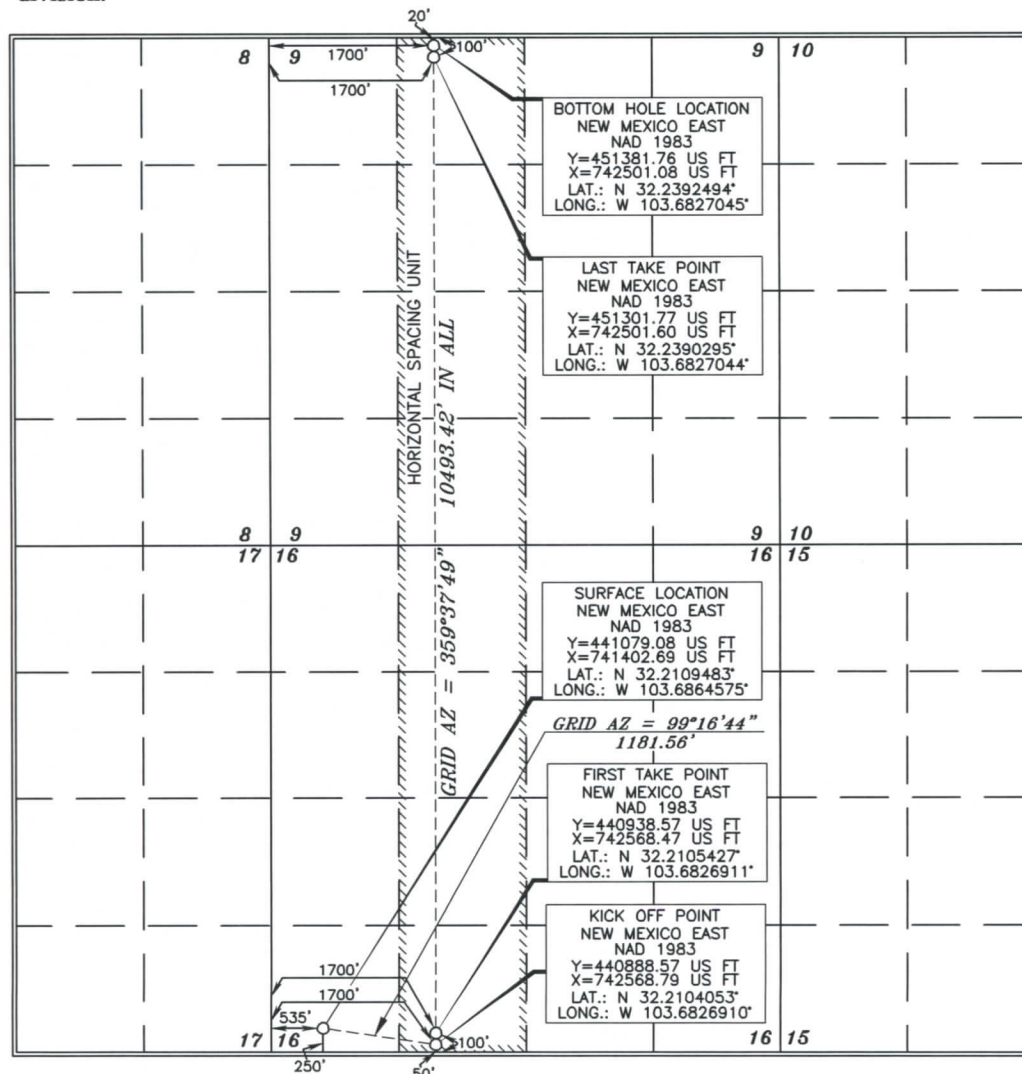 20'
8 9
1700'
100'
9 10
1700'
BOTTOM HOLE LOCATION
NEW MEXICO EAST
NAD 1983
Y=451381.76 US FT
X=742501.08 US FT
LAT.: N 32.2392494°
LONG.: W 103.6827045°
LAST TAKE POINT
NEW MEXICO EAST
NAD 1983
Y=451301.77 US FT
X=742501.60 US FT
LAT.: N 32.2390295°
LONG.: W 103.6827044°
HORIZONTAL SPACING UNIT
10493.42' IN ALL
GRID AZ = 359°37'49"
8 9
17 16
9 10
16 15
SURFACE LOCATION
NEW MEXICO EAST
NAD 1983
Y=441079.08 US FT
X=741402.69 US FT
LAT.: N 32.2109483°
LONG.: W 103.6864575°
GRID AZ = 99°16'44"
1181.56'
FIRST TAKE POINT
NEW MEXICO EAST
NAD 1983
Y=440938.57 US FT
X=742568.47 US FT
LAT.: N 32.2105427°
LONG.: W 103.6826911°
KICK OFF POINT
NEW MEXICO EAST
NAD 1983
Y=440888.57 US FT
X=742568.79 US FT
LAT.: N 32.2104053°
LONG.: W 103.6826910°
1700'
1700'
535'
17 16
250'
100'
50'
16 15